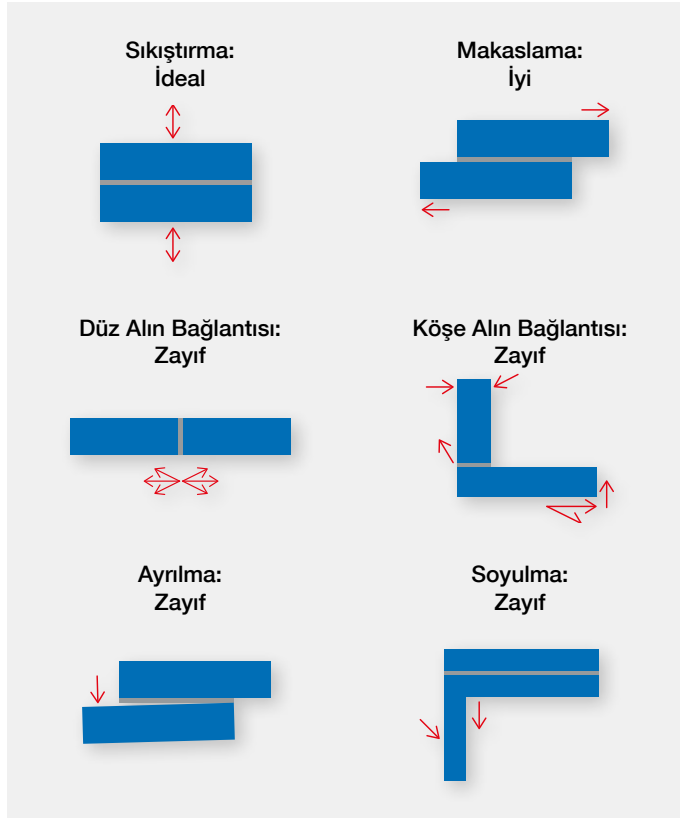 Sıkıştırma:
İdeal
Makaslama:
İyi
Düz Alın Bağlantısı:
Zayıf
Köşe Alın Bağlantısı:
Zayıf
Ayrılma:
Zayıf
Soyulma:
Zayıf